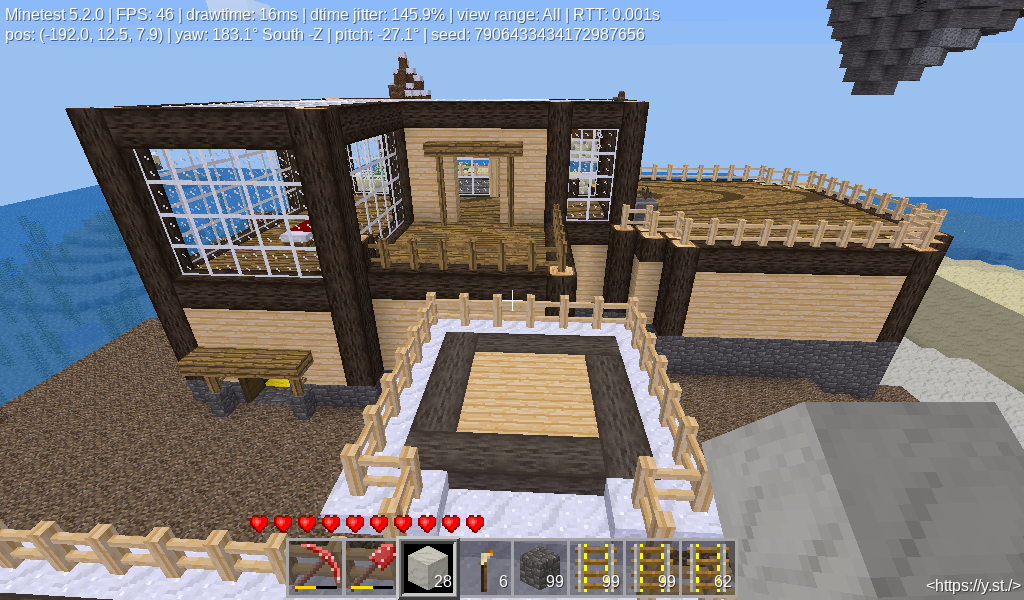 Minetest 5.2.0 | FPS: 46 | drawtime: 16ms | dtime jitter: 145.9% | view range: All | RTT: 0.001s
pos: (-192.0, 12.5, 7.9) | yaw: 183.1° South -Z | pitch: -27.1° | seed: 7906433434172987656
28 6 99 99 99 62
<https://y.st./>